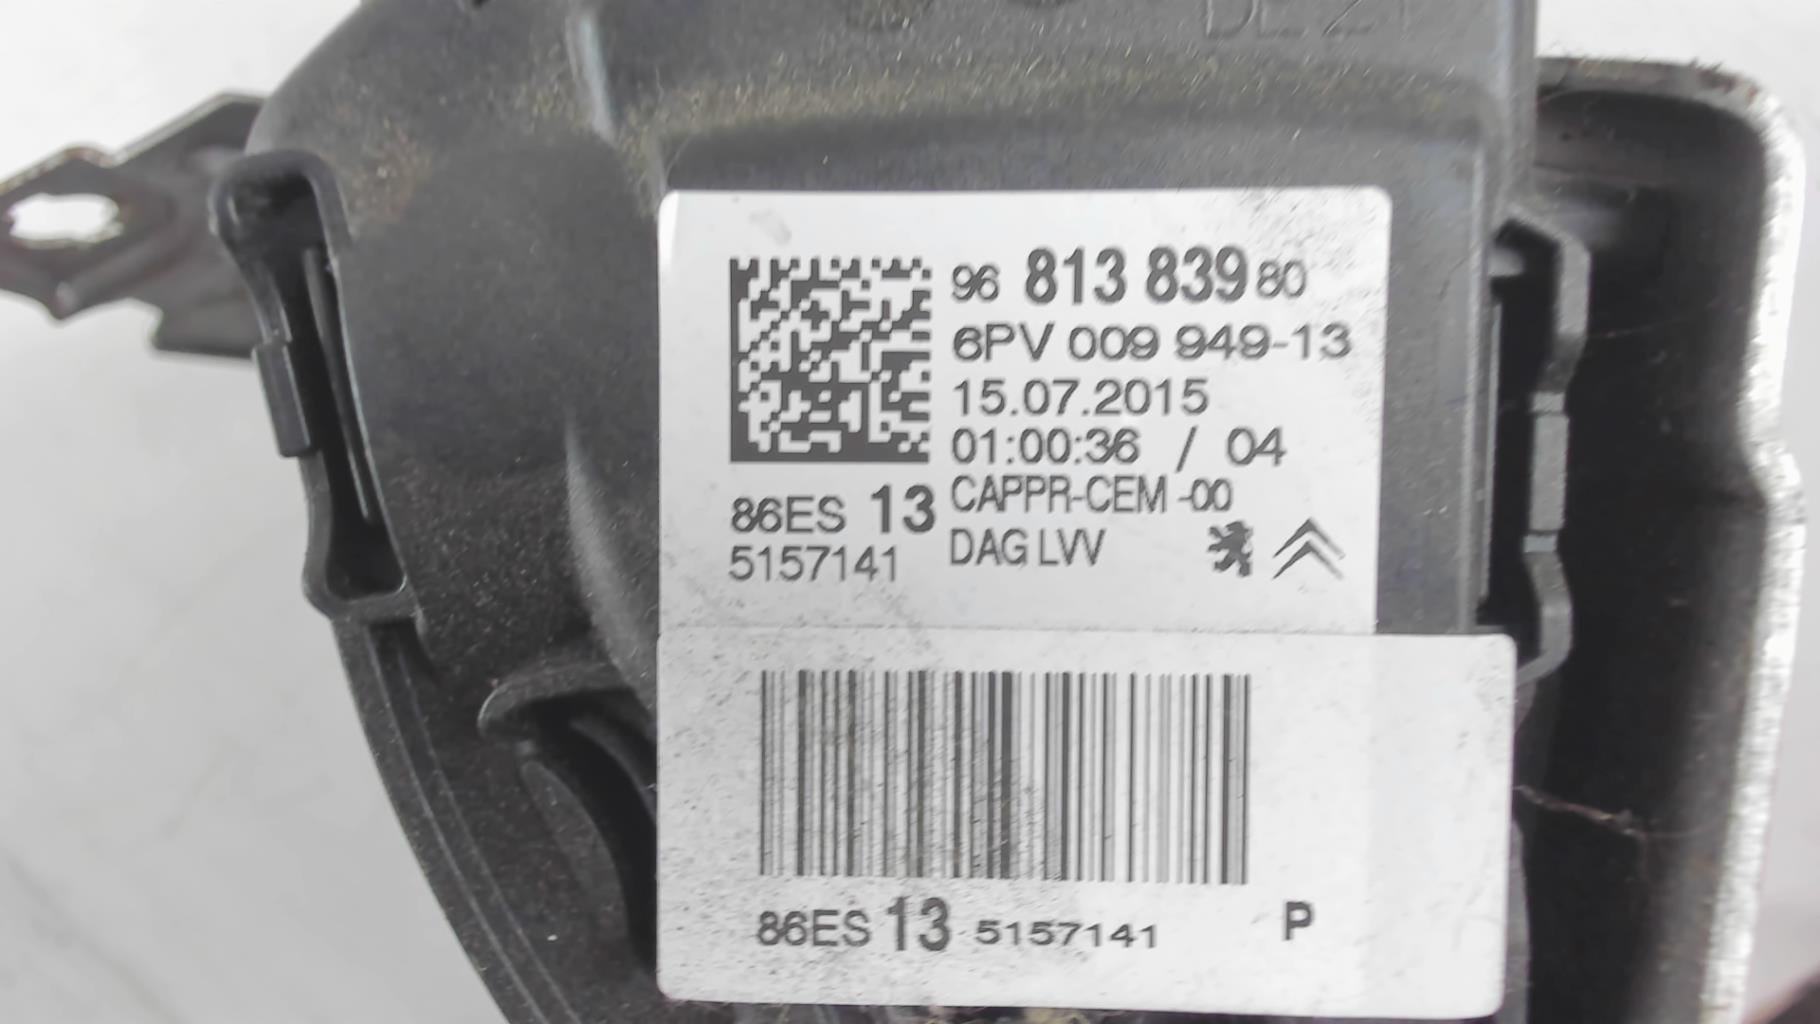 96 813 839 80
6PV 009 949-13
15.07.2015
01:00:36 / 04
CAPPR-CEM -00
86ES 13
DAG LVV
5157141
86ES 13 5157141 P